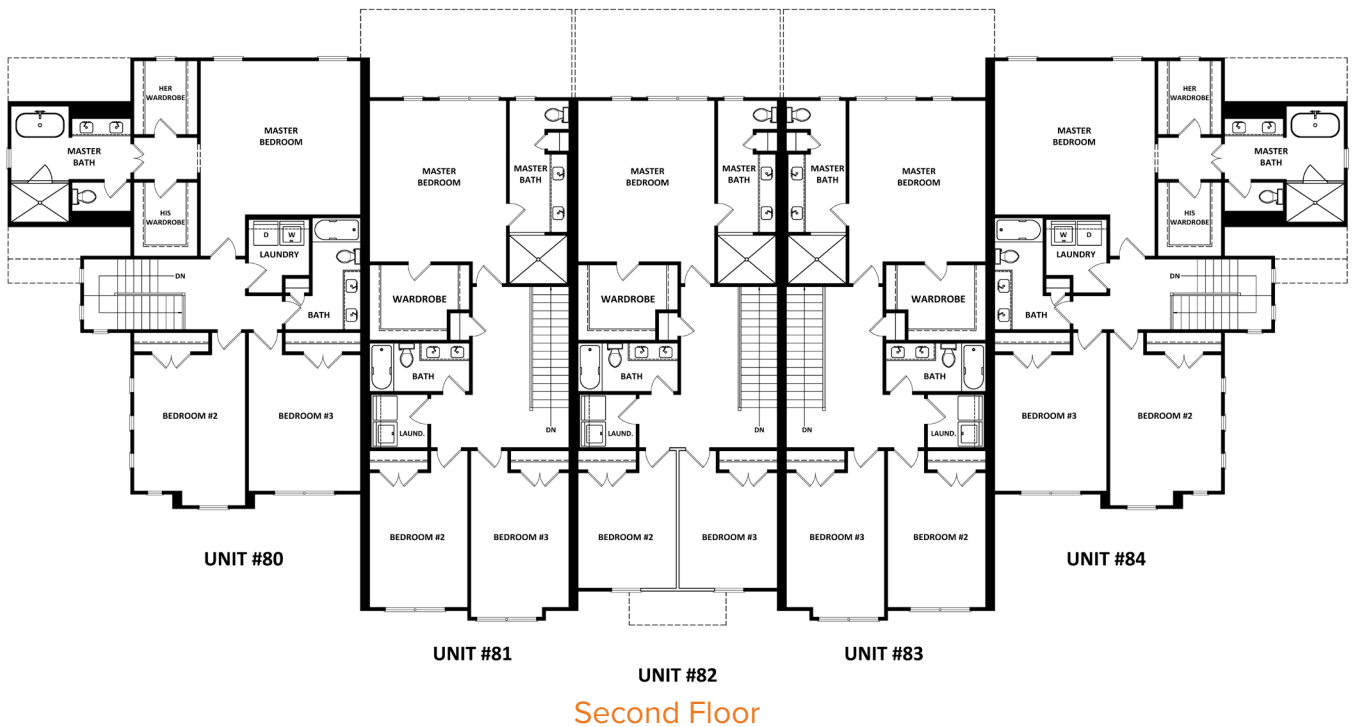 HER
WARDROBE
MASTER
BATH
HIS
WARDROBE
MASTER
BEDROOM
D
W
LAUNDRY
DN
BATH
BEDROOM #2
BEDROOM #3
UNIT #80
MASTER
BEDROOM
MASTER
BATH
WARDROBE
BATH
LAUND.
DN
BEDROOM #2
BEDROOM #3
UNIT #81
MASTER
BEDROOM
MASTER
BATH
WARDROBE
BATH
LAUND.
DN
BEDROOM #2
BEDROOM #3
UNIT #82
MASTER
BATH
MASTER
BEDROOM
WARDROBE
BATH
LAUND.
DN
BEDROOM #3
BEDROOM #2
UNIT #83
MASTER
BEDROOM
HER
WARDROBE
MASTER
BATH
HIS
WARDROBE
W
D
LAUNDRY
DN
BATH
BEDROOM #3
BEDROOM #2
UNIT #84
Second Floor